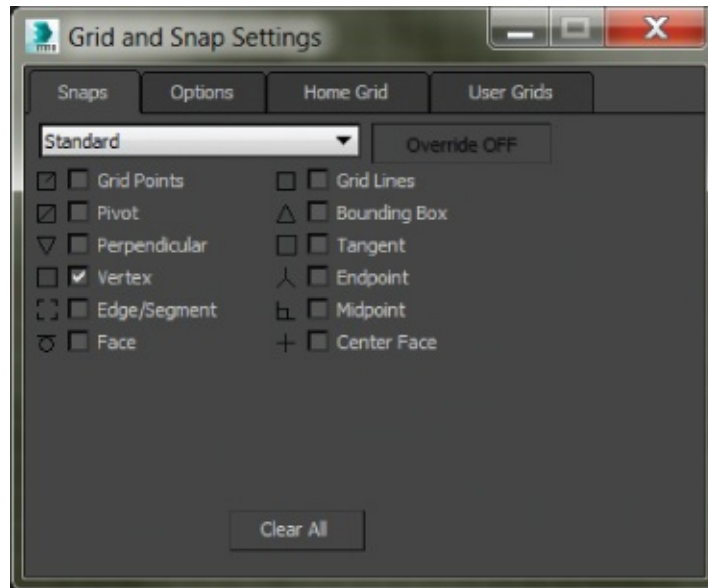 Grid and Snap Settings
Snaps Options Home Grid User Grids
Standard Override OFF
Grid Points Grid Lines
Pivot Bounding Box
Perpendicular Tangent
Vertex Endpoint
Edge/Segment Midpoint
Face Center Face
Clear All